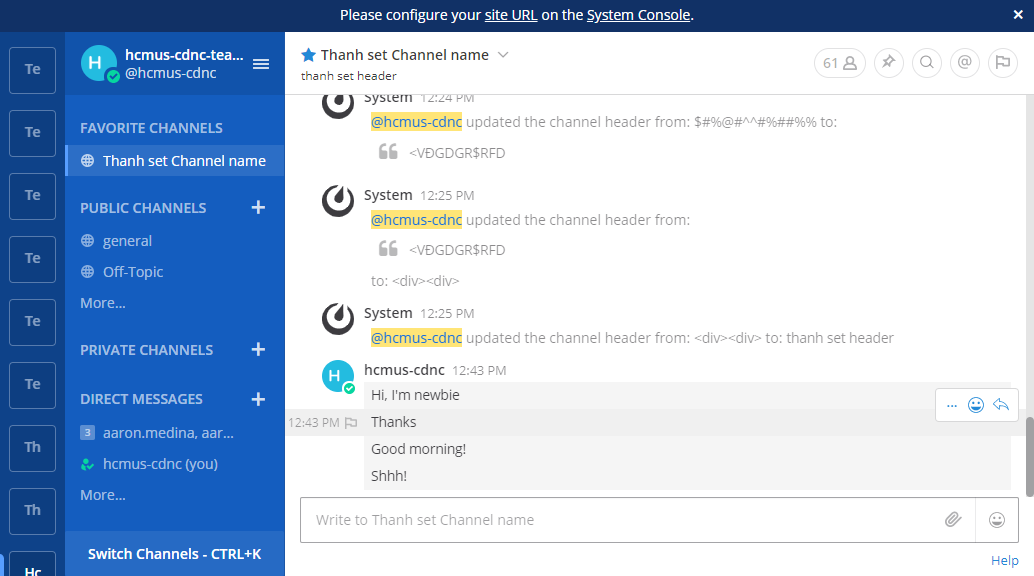 Please configure your site URL on the System Console.
×
Te
Te
Te
Te
Te
Te
Th
Th
Hc
H
hcmus-cdnc-tea...
@hcmus-cdnc
FAVORITE CHANNELS
Thanh set Channel name
PUBLIC CHANNELS +
general
Off-Topic
More...
PRIVATE CHANNELS +
DIRECT MESSAGES +
3 aaron.medina, aar...
hcmus-cdnc (you)
More...
Switch Channels - CTRL+K
Thanh set Channel name
thanh set header
61
@
System 12:24 PM
@hcmus-cdnc updated the channel header from: $#%@#^^#%##%% to:
<VĐGDGR$RFD
System 12:25 PM
@hcmus-cdnc updated the channel header from:
<VĐGDGR$RFD
to: <div><div>
System 12:25 PM
@hcmus-cdnc updated the channel header from: <div><div> to: thanh set header
H
hcmus-cdnc 12:43 PM
Hi, I'm newbie
...
12:43 PM Thanks
Good morning!
Shhh!
Write to Thanh set Channel name
Help